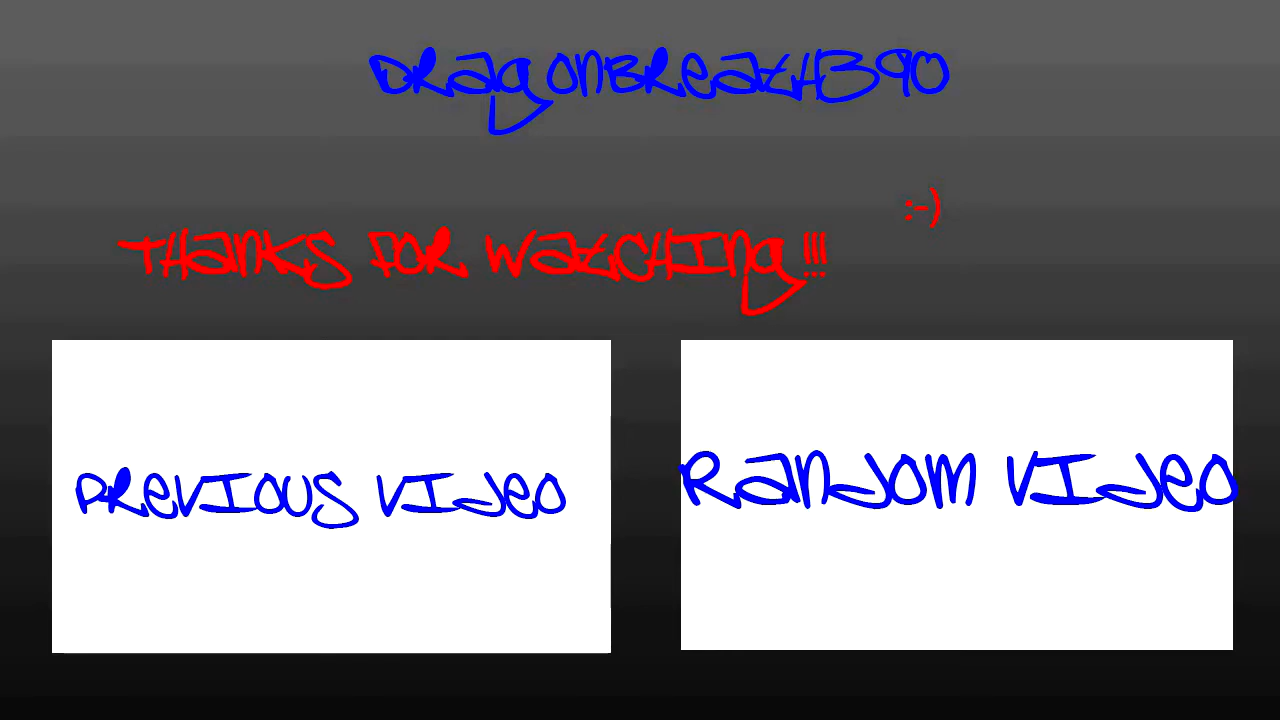 DragonBreath390
:-)
Thanks for watching!!!
Previous video
Random video